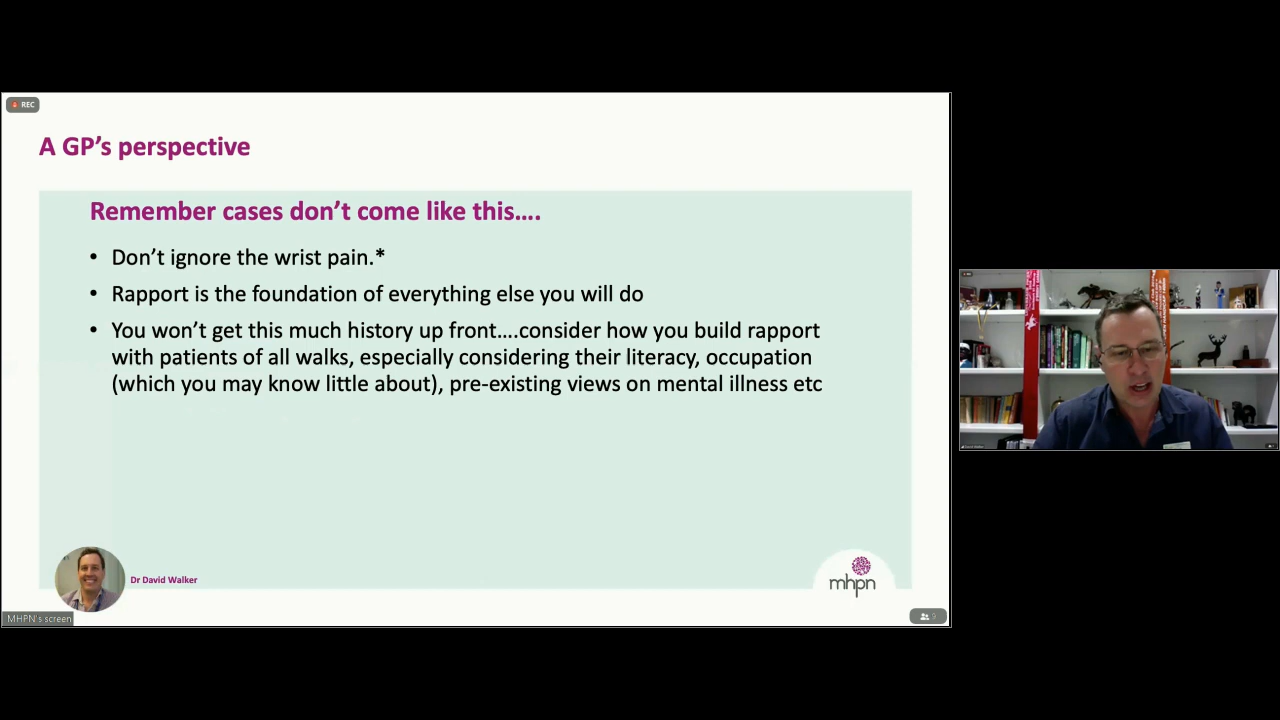 REC
A GP's perspective
Remember cases don't come like this....
• Don't ignore the wrist pain.*
• Rapport is the foundation of everything else you will do
• You won't get this much history up front....consider how you build rapport
with patients of all walks, especially considering their literacy, occupation
(which you may know little about), pre-existing views on mental illness etc
Dr David Walker
mhpn
MHPN's screen
9